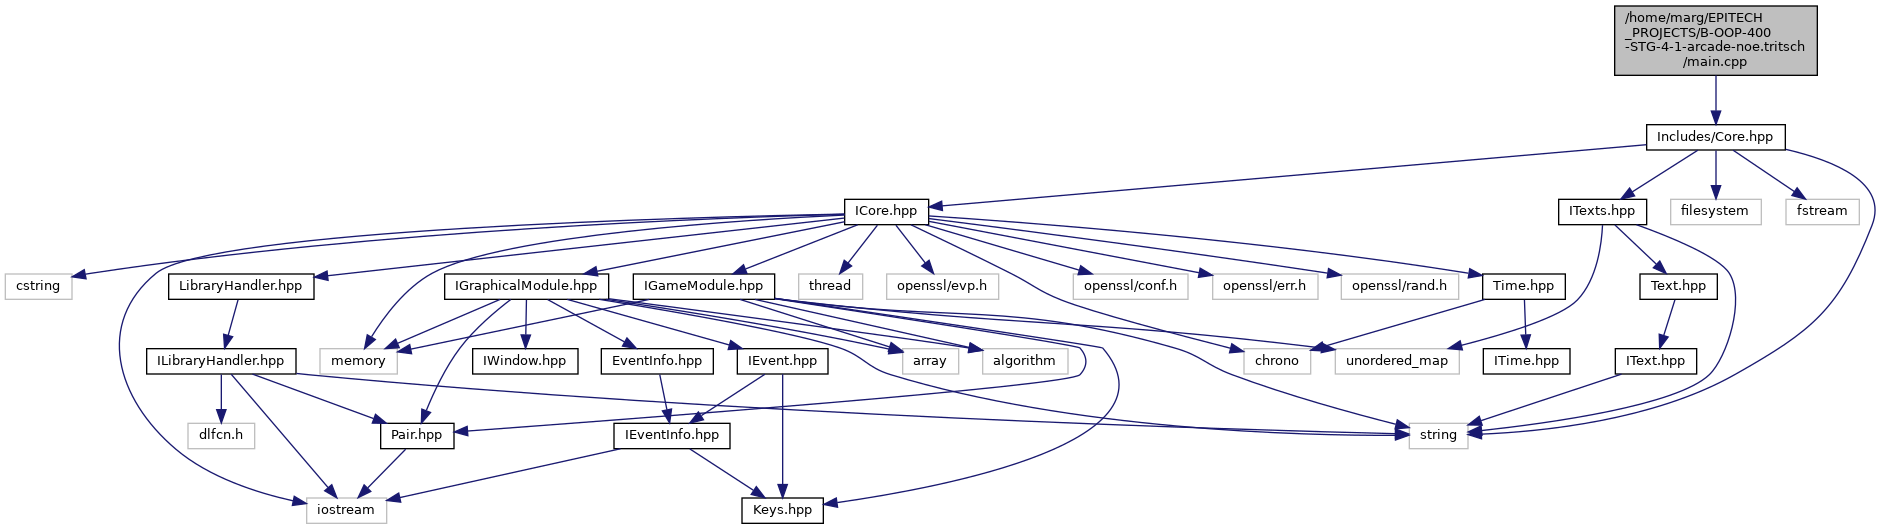 /home/marg/EPITECH
_PROJECTS/B-OOP-400
-STG-4-1-arcade-noe.tritsch
/main.cpp
Includes/Core.hpp
ICore.hpp
ITexts.hpp
filesystem
fstream
cstring
LibraryHandler.hpp
IGraphicalModule.hpp
IGameModule.hpp
thread
openssl/evp.h
openssl/conf.h
openssl/err.h
openssl/rand.h
Time.hpp
Text.hpp
ILibraryHandler.hpp
memory
IWindow.hpp
EventInfo.hpp
IEvent.hpp
array
algorithm
chrono
unordered_map
ITime.hpp
IText.hpp
dlfcn.h
Pair.hpp
IEventInfo.hpp
string
iostream
Keys.hpp